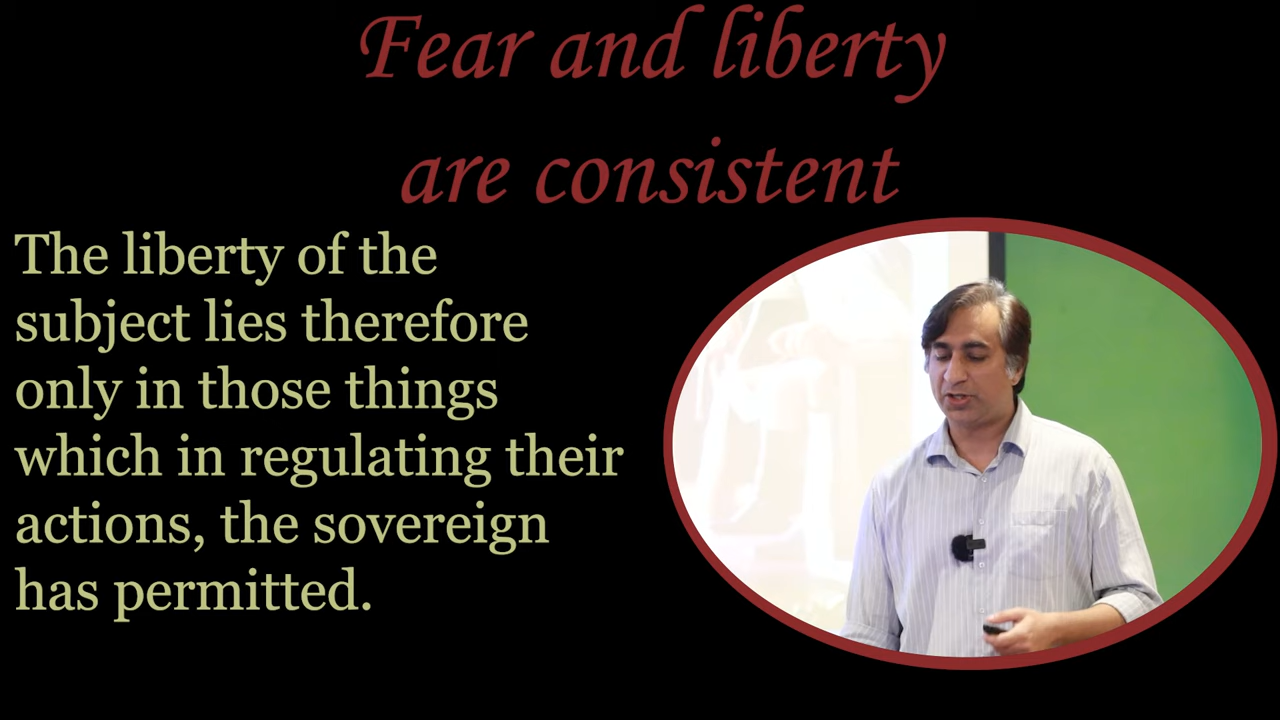 Fear and liberty
are consistent
The liberty of the
subject lies therefore
only in those things
which in regulating their
actions, the sovereign
has permitted.